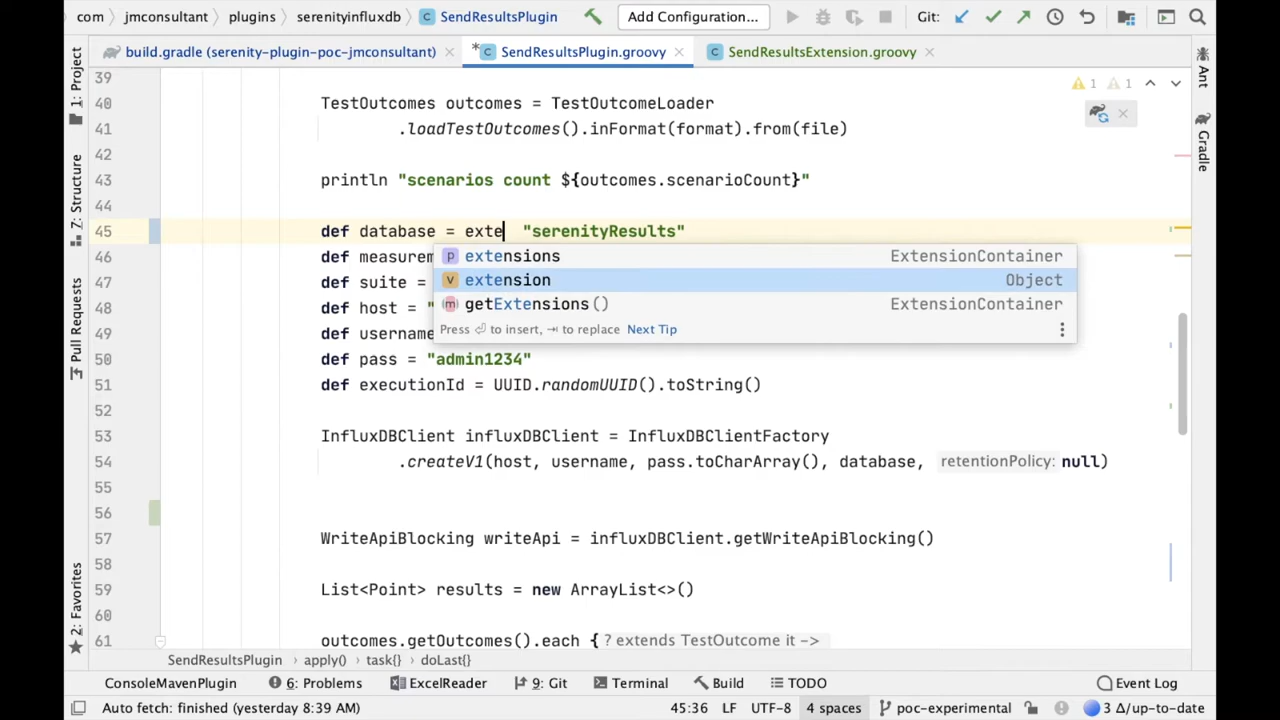 com › jmconsultant › plugins › serenityinfluxdb › SendResultsPlugin Add Configuration... Git:
build.gradle (serenity-plugin-poc-jmconsultant) SendResultsPlugin.groovy SendResultsExtension.groovy
39
40 TestOutcomes outcomes = TestOutcomeLoader
41 .loadTestOutcomes().inFormat(format).from(file)
42
43 println "scenarios count ${outcomes.scenarioCount}"
44
45 def database = exte "serenityResults"
def measurem
extensions ExtensionContainer
48 suite =
def suite =
extension Object
48 def host = "
getExtensions() ExtensionContainer
49 def username
Press ⏎ to insert, ⇥ to replace Next Tip
50 def pass = "admin1234"
51 def executionId = UUID.randomUUID().toString()
52
53 InfluxDBClient influxDBClient = InfluxDBClientFactory
54 .createV1(host, username, pass.toCharArray(), database, retentionPolicy: null)
55
57 WriteApiBlocking writeApi = influxDBClient.getWriteApiBlocking()
58
59 List<Point> results = new ArrayList<>()
60
61 outcomes.getOutcomes().each { ? extends TestOutcome it ->
1: Project
7: Structure
Pull Requests
2: Favorites
1 1
Ant
Gradle
SendResultsPlugin › apply() › task{} › doLast{}
ConsoleMavenPlugin 6: Problems ExcelReader 9: Git Terminal Build TODO Event Log
Auto fetch: finished (yesterday 8:39 AM) 45:36 LF UTF-8 4 spaces poc-experimental 3 Δ/up-to-date